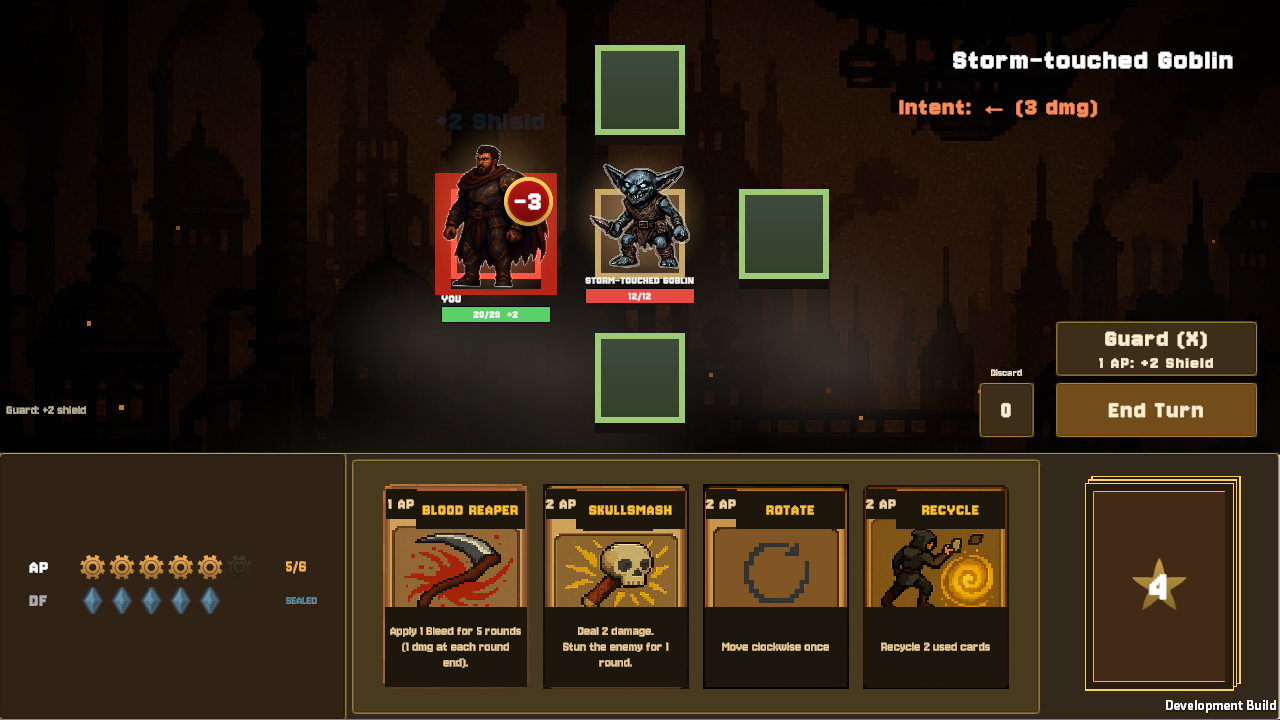 Storm-touched Goblin
Intent: ← (3 dmg)
+2 Shield
-3
STORM-TOUCHED GOBLIN
12/12
YOU
20/20 +2
Guard (X)
1 AP: +2 Shield
Discard
0
End Turn
Guard: +2 shield
AP
5/6
DF
SEALED
1 AP
BLOOD REAPER
Apply 1 Bleed for 5 rounds
(1 dmg at each round
end).
2 AP
SKULLSMASH
Deal 2 damage.
Stun the enemy for 1
round.
2 AP
ROTATE
Move clockwise once
2 AP
RECYCLE
Recycle 2 used cards
4
Development Build